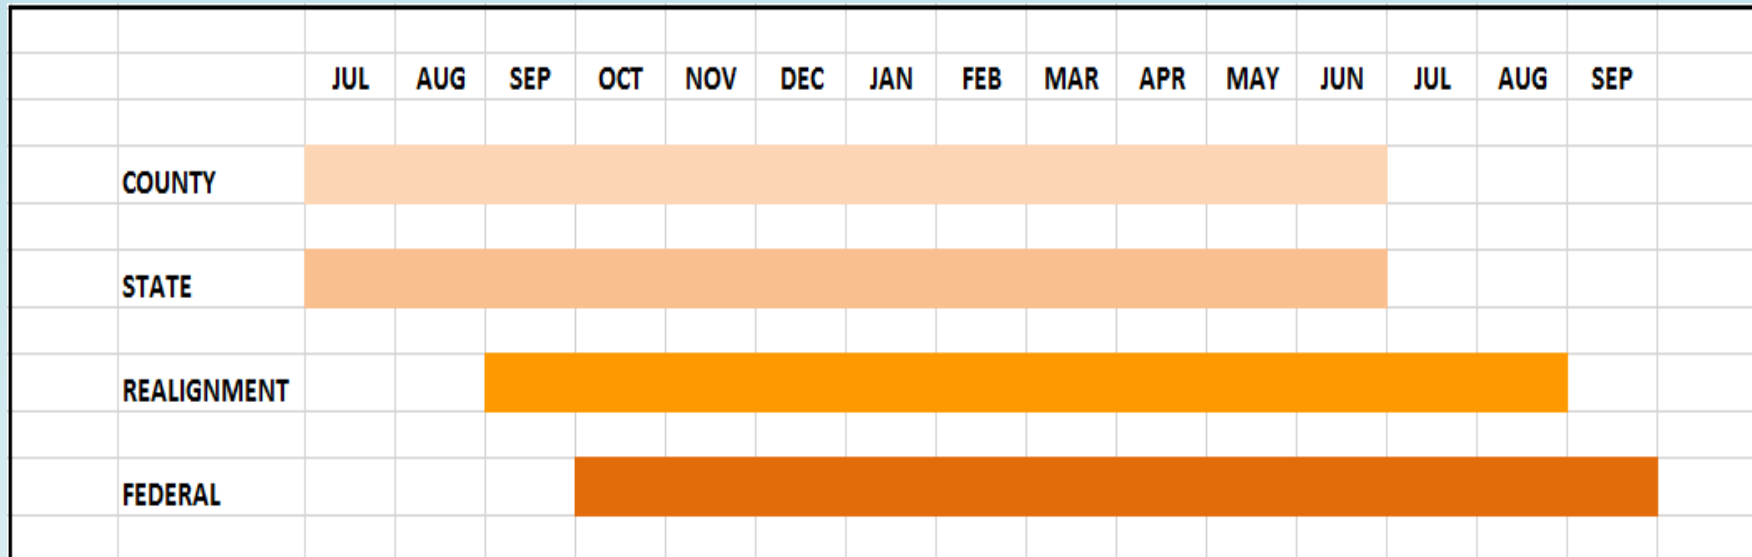 JUL AUG SEP OCT NOV DEC JAN FEB MAR APR MAY JUN JUL AUG SEP
COUNTY
STATE
REALIGNMENT
FEDERAL